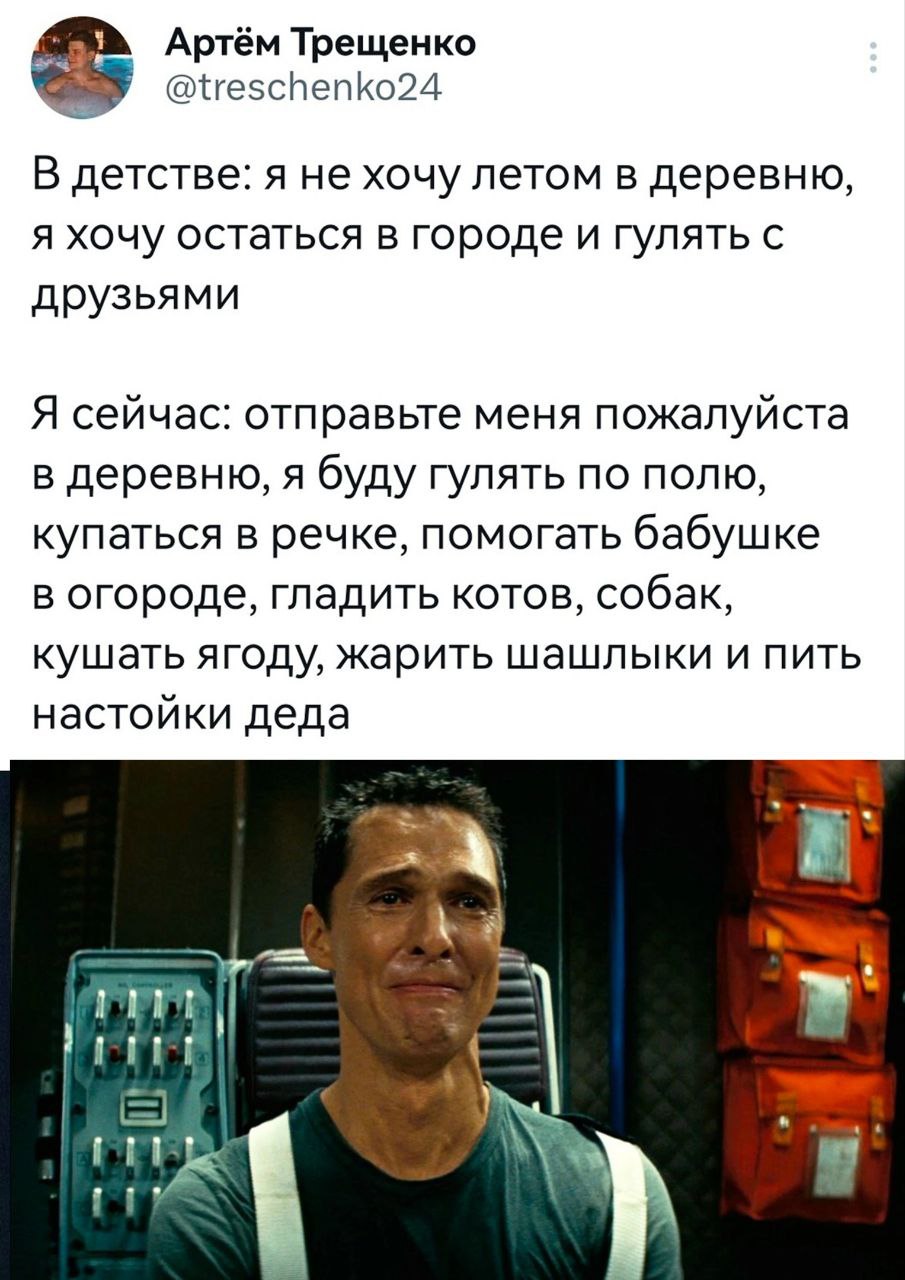 Артём Трещенко
@treschenko24
В детстве: я не хочу летом в деревню,
я хочу остаться в городе и гулять с
друзьями
Я сейчас: отправьте меня пожалуйста
в деревню, я буду гулять по полю,
купаться в речке, помогать бабушке
в огороде, гладить котов, собак,
кушать ягоду, жарить шашлыки и пить
настойки деда